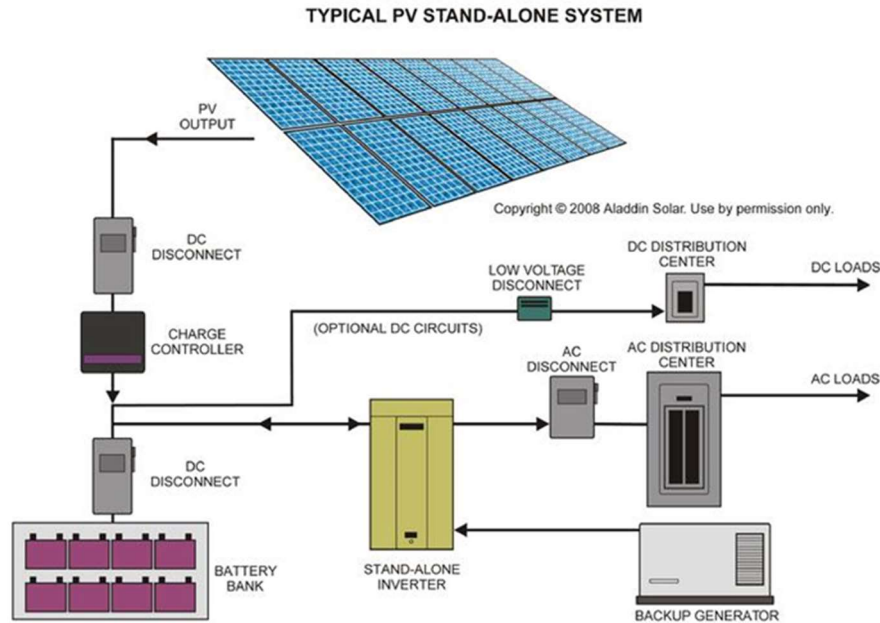 TYPICAL PV STAND-ALONE SYSTEM
PV
OUTPUT
Copyright © 2008 Aladdin Solar. Use by permission only.
DC
DISCONNECT
LOW VOLTAGE
DISCONNECT
DC DISTRIBUTION
CENTER
DC LOADS
CHARGE
CONTROLLER
(OPTIONAL DC CIRCUITS)
AC
DISCONNECT
AC DISTRIBUTION
CENTER
AC LOADS
DC
DISCONNECT
BATTERY
BANK
STAND-ALONE
INVERTER
BACKUP GENERATOR